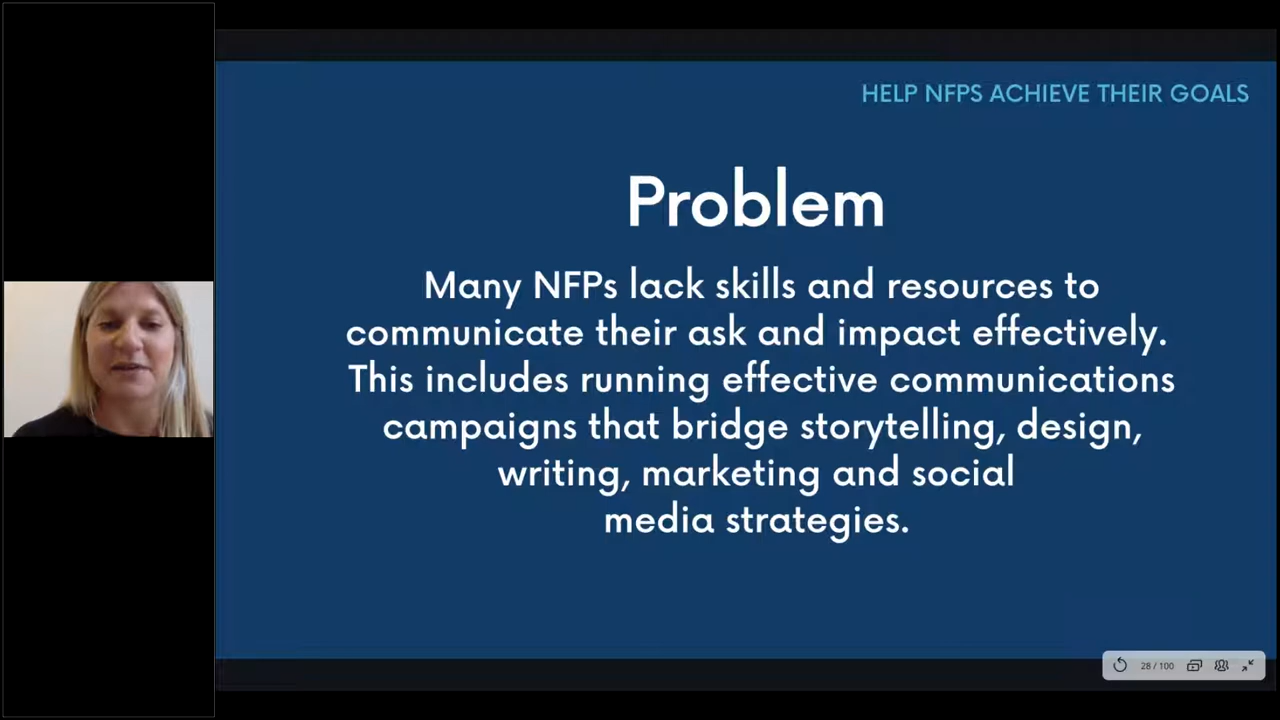 HELP NFPS ACHIEVE THEIR GOALS
Problem
Many NFPs lack skills and resources to
communicate their ask and impact effectively.
This includes running effective communications
campaigns that bridge storytelling, design,
writing, marketing and social
media strategies.
28 / 100